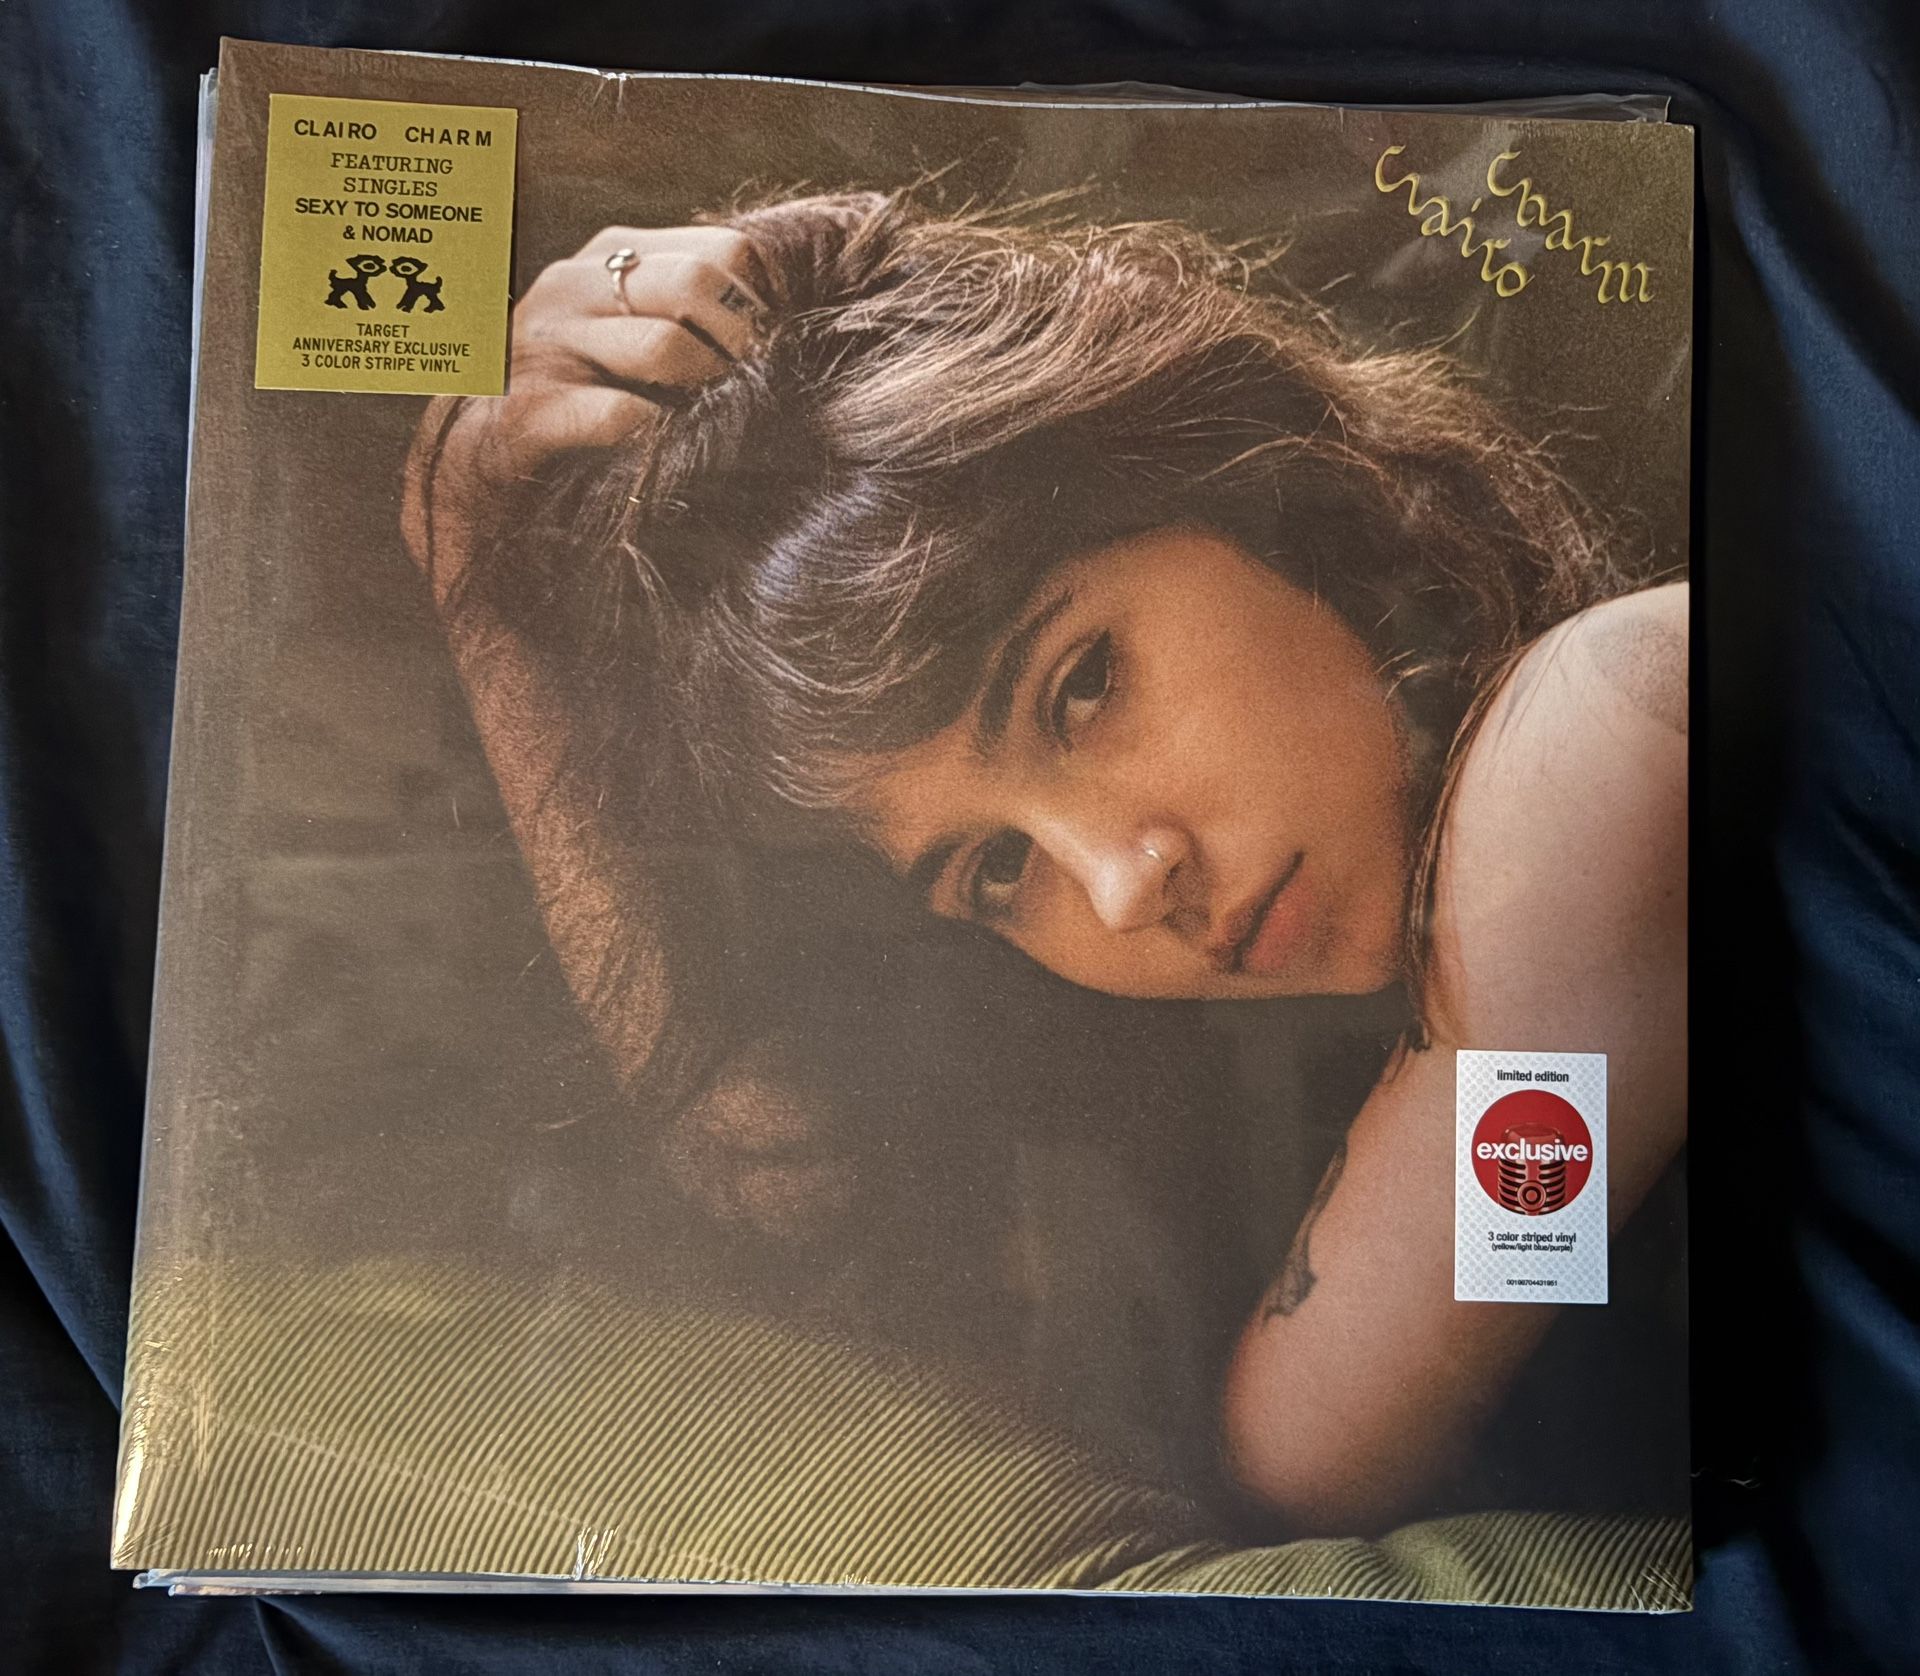 CLAIRO CHARM
FEATURING
SINGLES
SEXY TO SOMEONE
& NOMAD
TARGET
ANNIVERSARY EXCLUSIVE
3 COLOR STRIPE VINYL
Clairo
Charm
limited edition
exclusive
3 color striped vinyl
(yellow/light blue/purple)